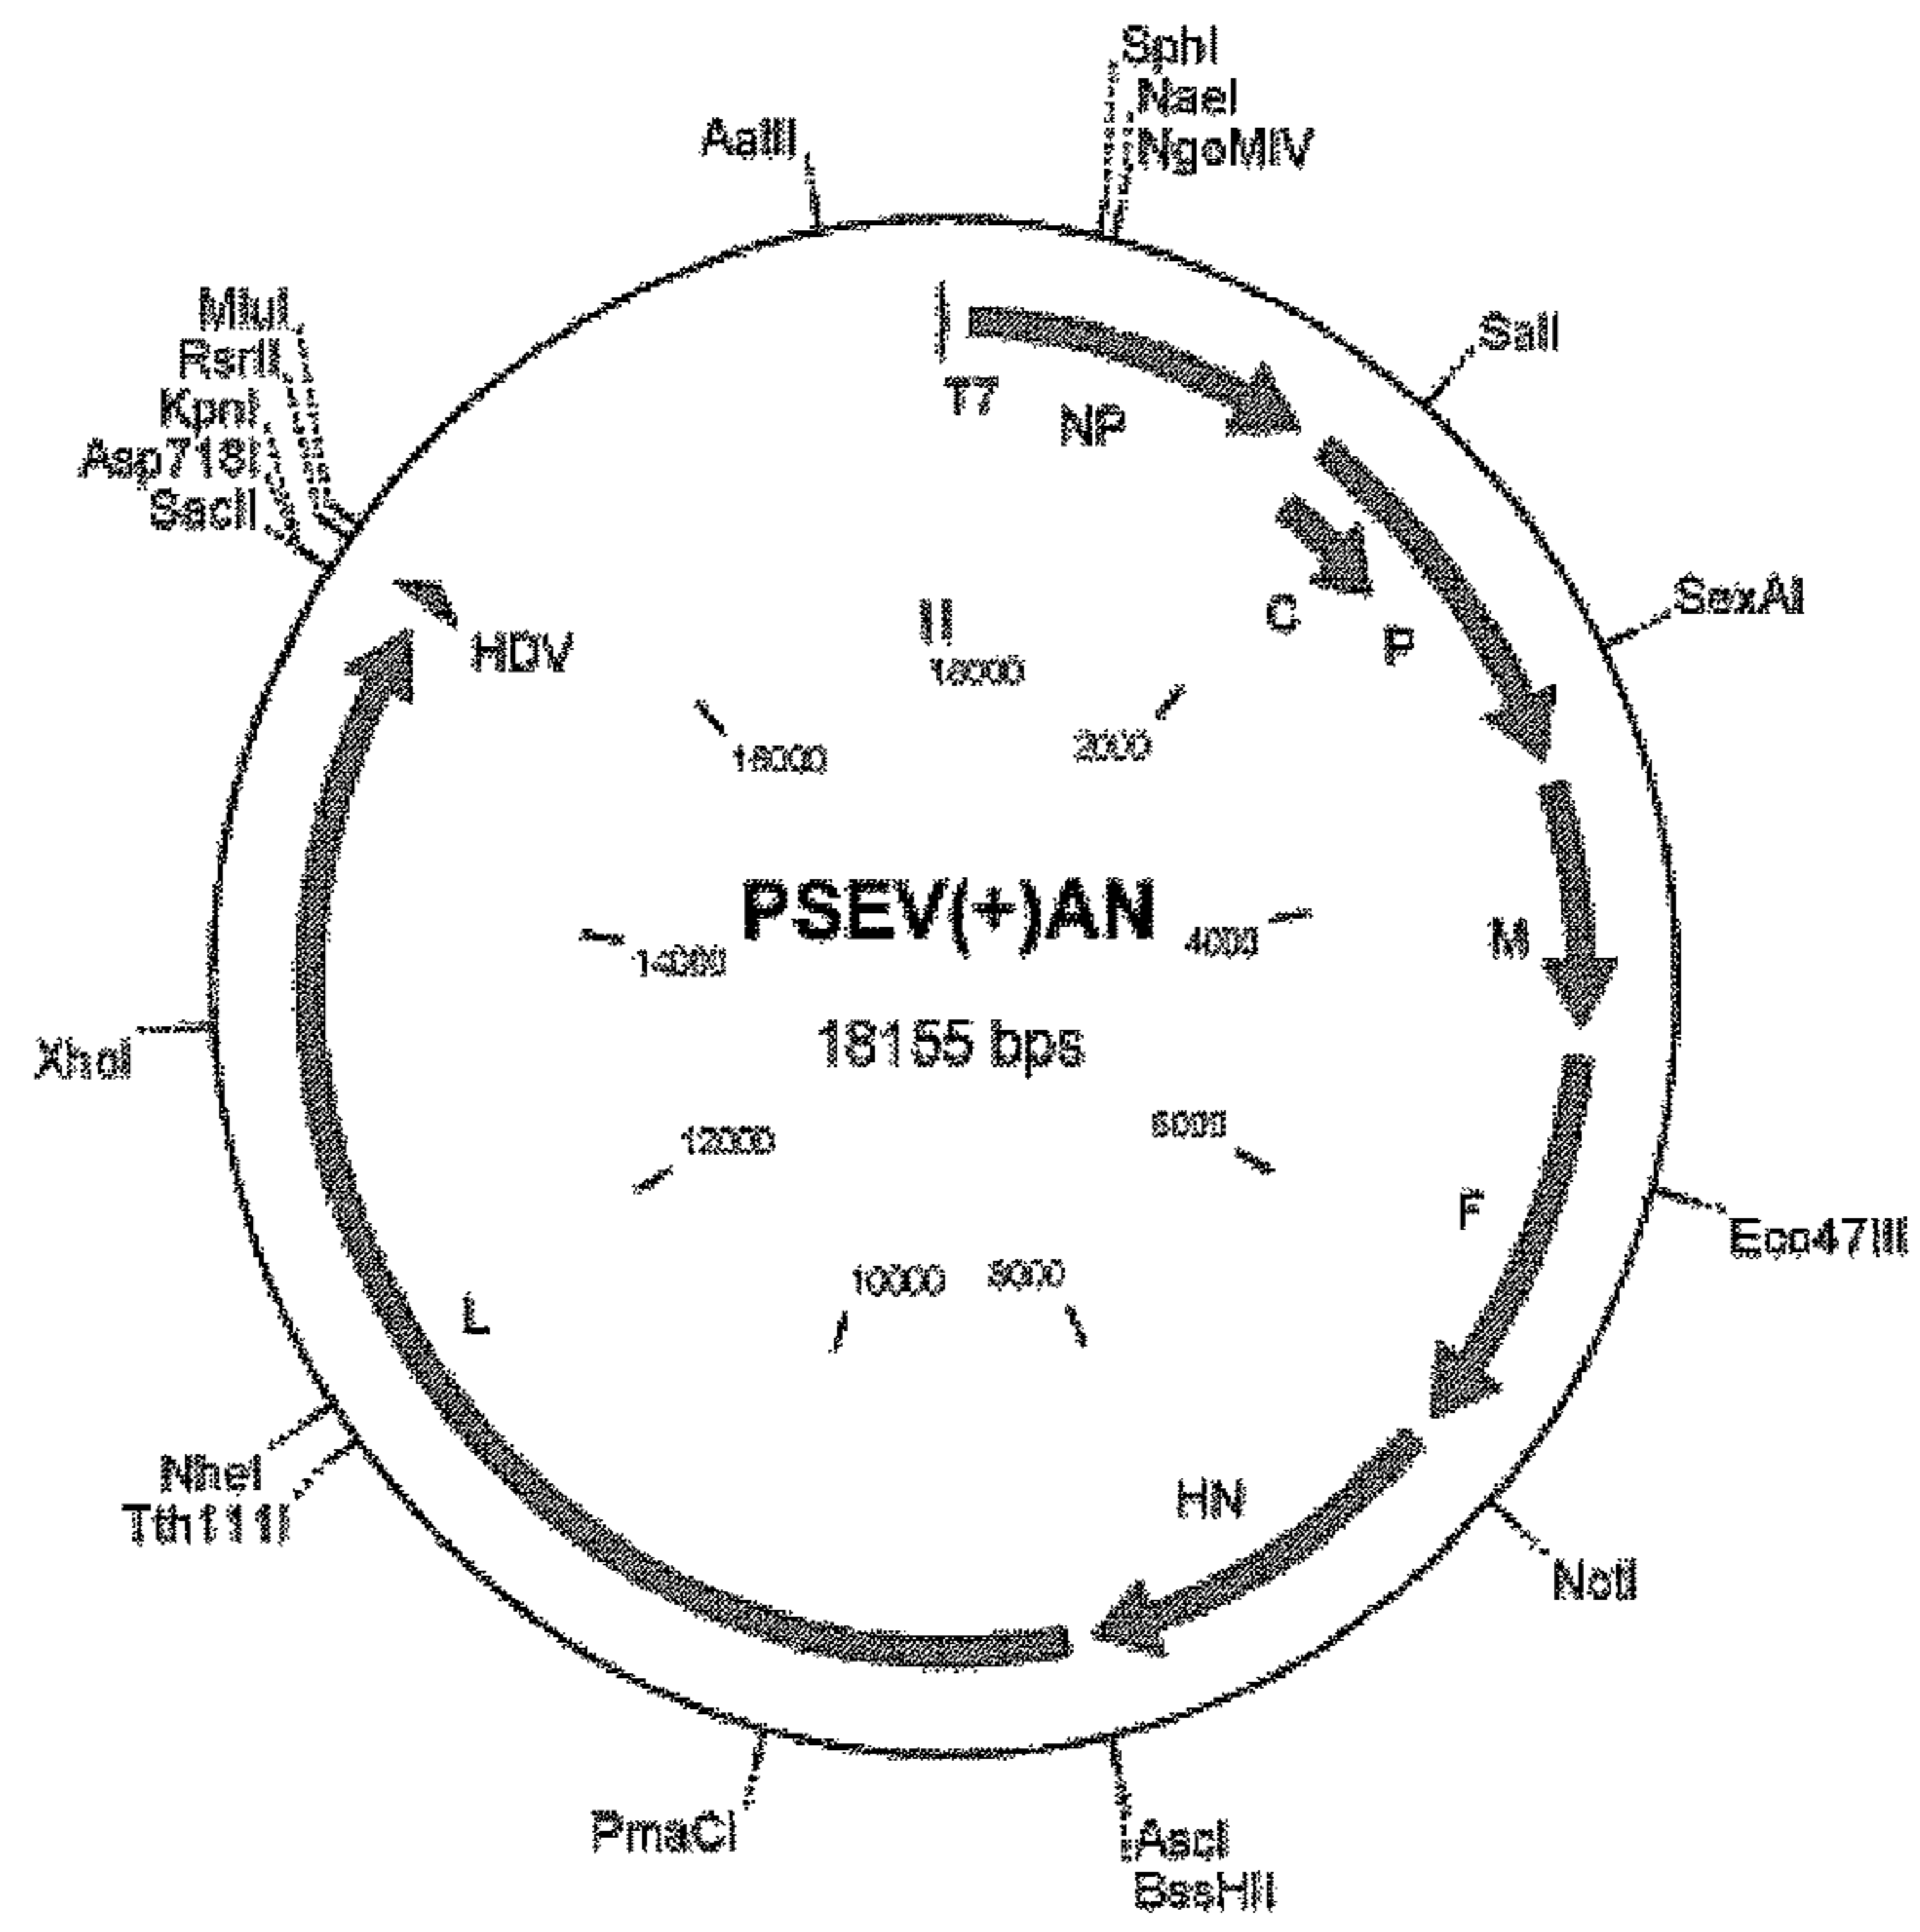 SphI
NaeI
NgoMIV
AatII
SalI
MluI
RsrII
KpnI
Asp718I
SacII
T7
NP
SexAI
C
P
HDV
18000
16000
2000
PSEV(+)AN
18155 bps
4000
14000
M
XhoI
12000
6000
F
Eco47III
10000
8000
L
NheI
Tth111I
HN
NotI
PmaCI
AscI
BssHII